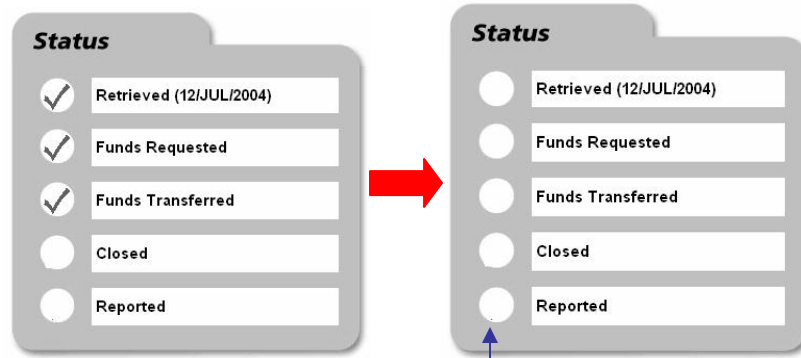 Status
Retrieved (12/JUL/2004)
Funds Requested
Funds Transferred
Closed
Reported
Status
Retrieved (12/JUL/2004)
Funds Requested
Funds Transferred
Closed
Reported